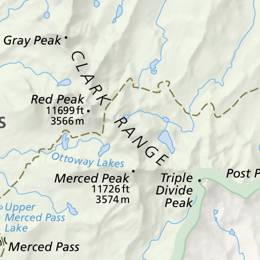 Gray Peak
CLARK RANGE
Red Peak
11699 ft
3566 m
S
Ottoway Lakes
Merced Peak
11726 ft
3574 m
Triple
Divide
Peak
Post P
Upper
Merced Pass
Lake
Merced Pass